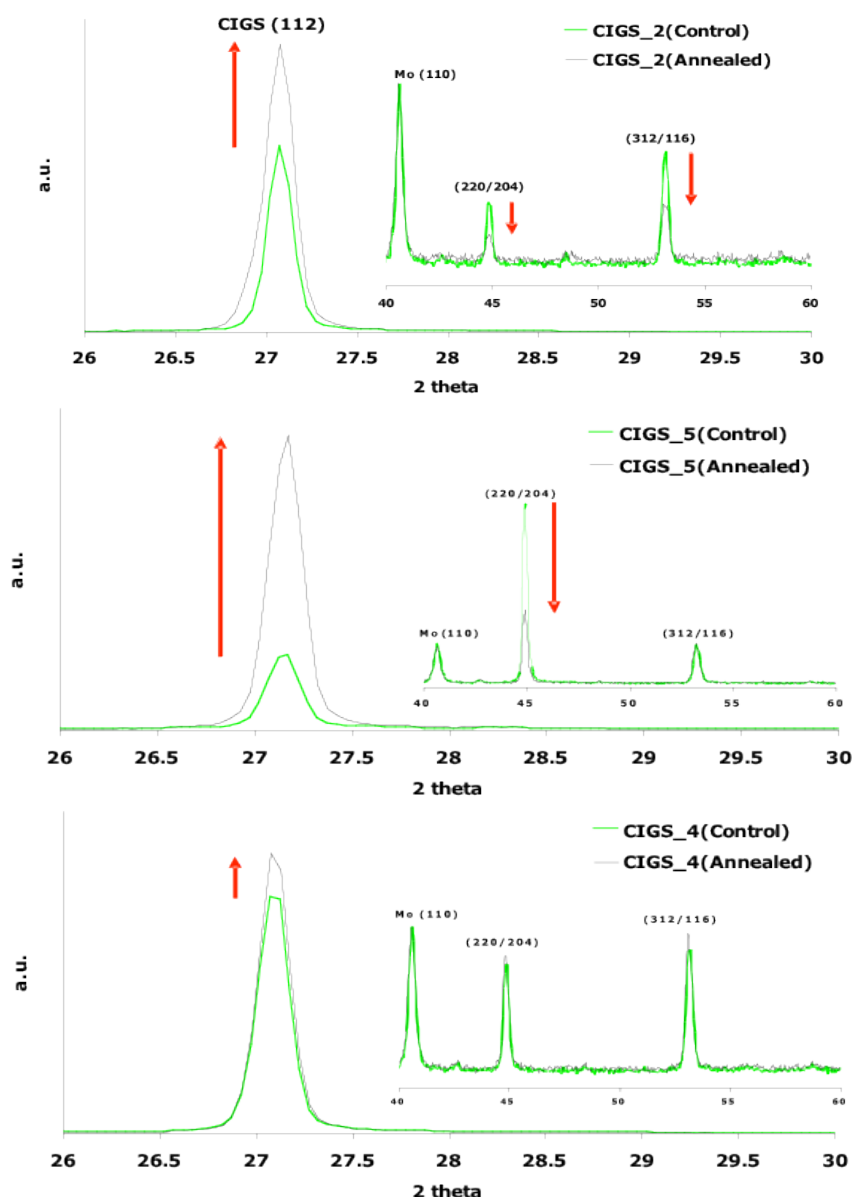 CIGS (112)
CIGS_2(Control)
CIGS_2(Annealed)
Mo (110)
(220/204)
(312/116)
a.u.
40 45 50 55 60
26 26.5 27 27.5 28 28.5 29 29.5 30
2 theta
CIGS_5(Control)
CIGS_5(Annealed)
(220/204)
Mo (110)
(312/116)
a.u.
40 45 50 55 60
26 26.5 27 27.5 28 28.5 29 29.5 30
2 theta
CIGS_4(Control)
CIGS_4(Annealed)
Mo (110)
(220/204)
(312/116)
a.u.
40 45 50 55 60
26 26.5 27 27.5 28 28.5 29 29.5 30
2 theta